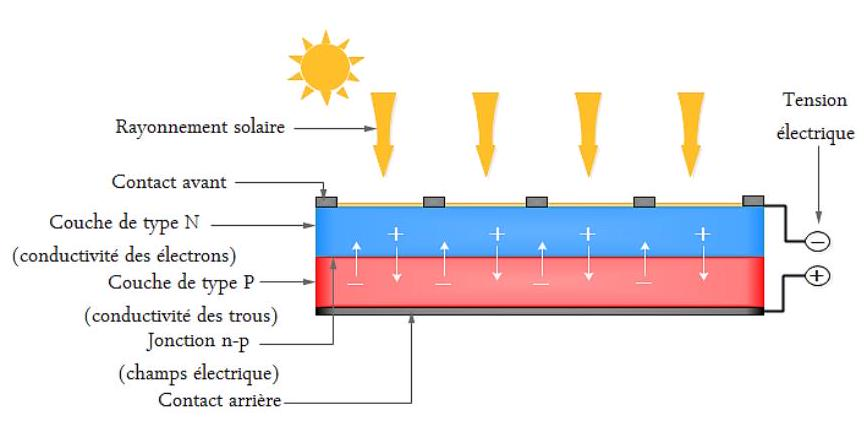 Tension
électrique
Rayonnement solaire
Contact avant
Couche de type N
(conductivité des électrons)
Couche de type P
(conductivité des trous)
Jonction n-p
(champs électrique)
Contact arrière
+ + + +
− − − −
−
+